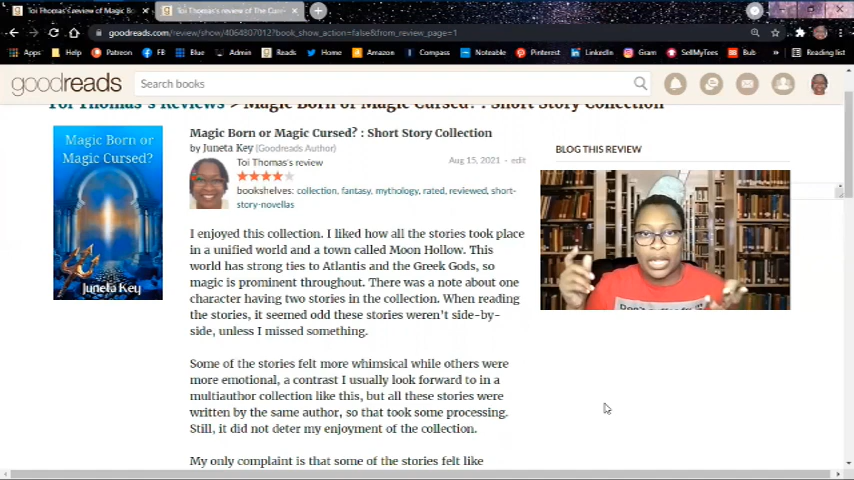 Toi Thomas's review of Magic Bo
Toi Thomas's review of The Curs
goodreads.com/review/show/4064807012?book_show_action=false&from_review_page=1
Apps
Help
Patreon
FB
Blue
Admin
Home
Amazon
Compass
Noteable
Pinterest
LinkedIn
Gram
SellMyTees
Bub
Reading list
goodreads
Search books
Toi Thomas's Reviews > Magic Born or Magic Cursed? : Short Story Collection
Magic Born or
Magic Cursed?
Juneta Key
Magic Born or Magic Cursed? : Short Story Collection
by Juneta Key (Goodreads Author)
Toi Thomas's review
Aug 15, 2021 - edit
bookshelves: collection, fantasy, mythology, rated, reviewed, short-
story-novellas
I enjoyed this collection. I liked how all the stories took place
in a unified world and a town called Moon Hollow. This
world has strong ties to Atlantis and the Greek Gods, so
magic is prominent throughout. There was a note about one
character having two stories in the collection. When reading
the stories, it seemed odd these stories weren't side-by-
side, unless I missed something.
Some of the stories felt more whimsical while others were
more emotional, a contrast I usually look forward to in a
multiauthor collection like this, but all these stories were
written by the same author, so that took some processing.
Still, it did not deter my enjoyment of the collection.
My only complaint is that some of the stories felt like
BLOG THIS REVIEW